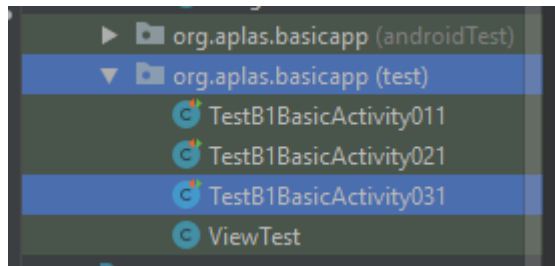 org.aplas.basicapp (androidTest)
org.aplas.basicapp (test)
TestB1BasicActivity011
TestB1BasicActivity021
TestB1BasicActivity031
ViewTest